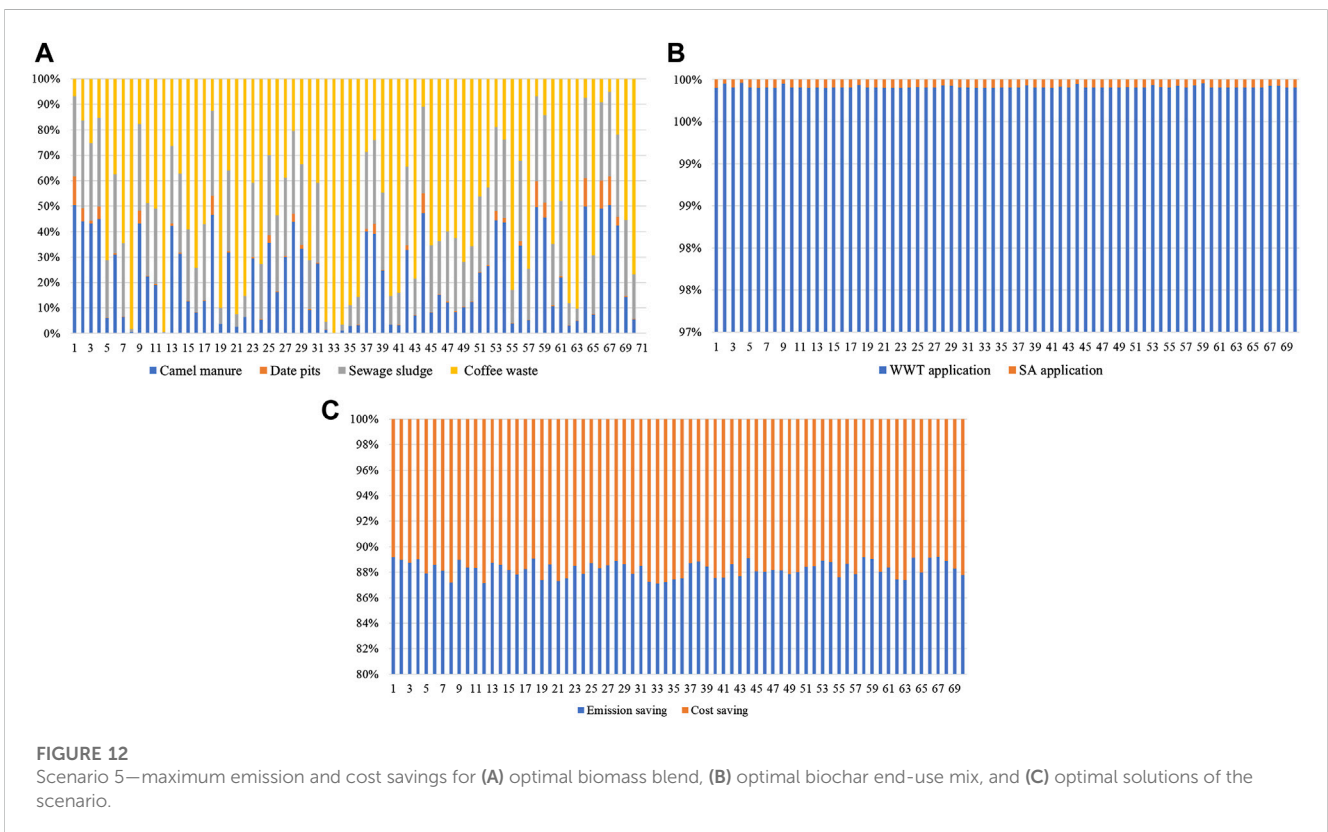 A
100%
90%
80%
70%
60%
50%
40%
30%
20%
10%
0%
1 3 5 7 9 11 13 15 17 19 21 23 25 27 29 31 33 35 37 39 41 43 45 47 49 51 53 55 57 59 61 63 65 67 69 71
Camel manure Date pits Sewage sludge Coffee waste
B
100%
100%
99%
99%
98%
98%
97%
1 3 5 7 9 11 13 15 17 19 21 23 25 27 29 31 33 35 37 39 41 43 45 47 49 51 53 55 57 59 61 63 65 67 69
WWT application SA application
C
100%
98%
96%
94%
92%
90%
88%
86%
84%
82%
80%
1 3 5 7 9 11 13 15 17 19 21 23 25 27 29 31 33 35 37 39 41 43 45 47 49 51 53 55 57 59 61 63 65 67 69
Emission saving Cost saving
FIGURE 12
Scenario 5—maximum emission and cost savings for (A) optimal biomass blend, (B) optimal biochar end-use mix, and (C) optimal solutions of the
scenario.